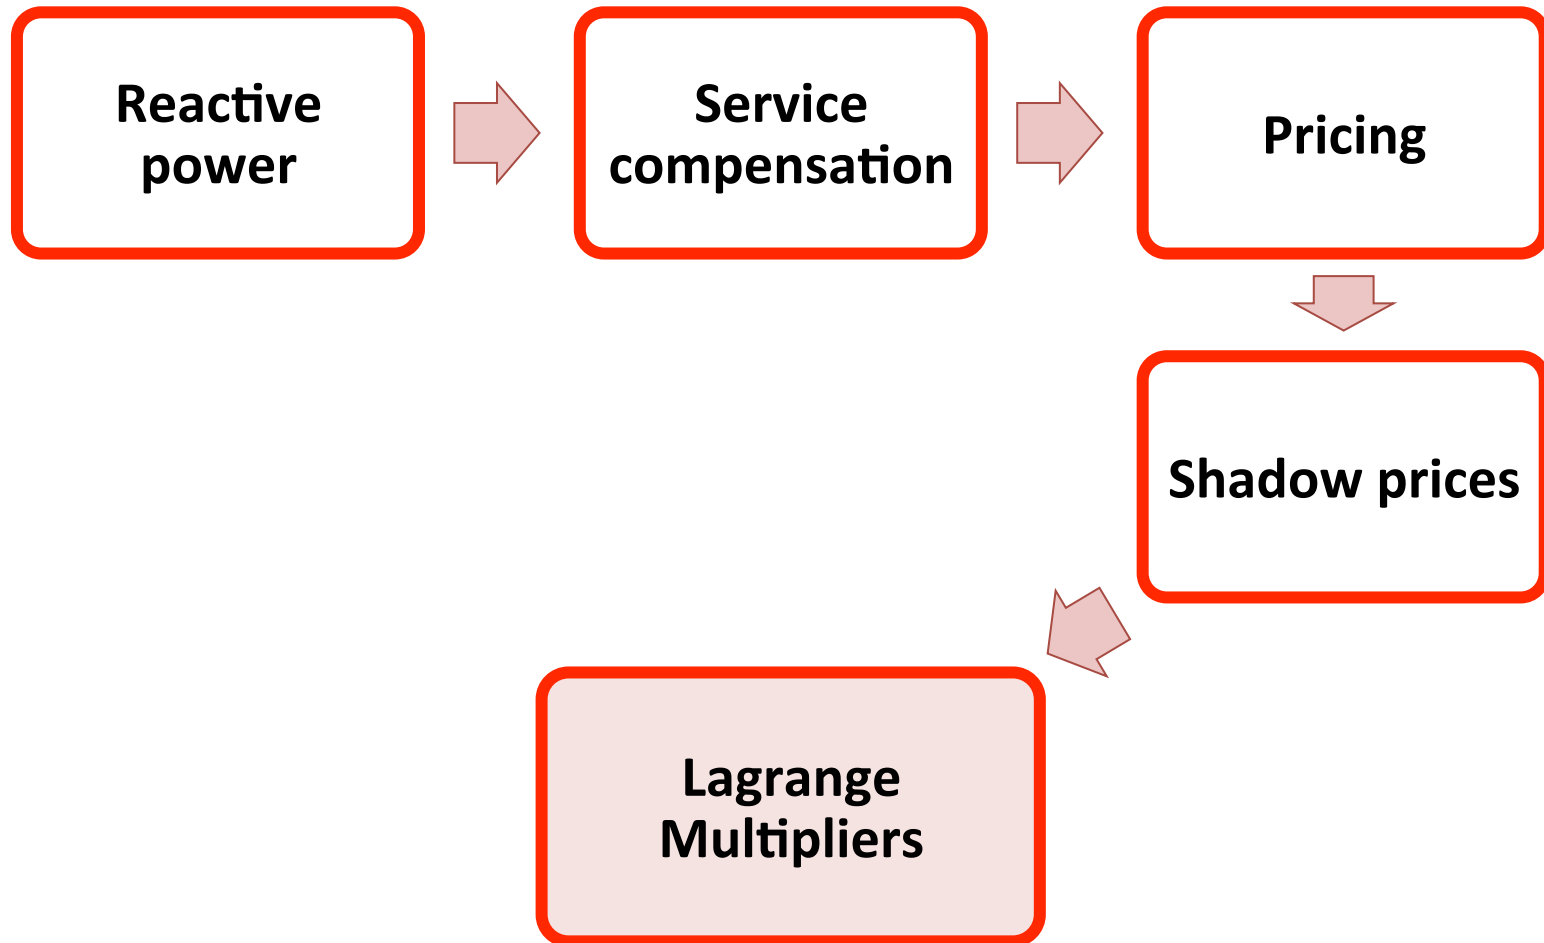 Reactive
power
Service
compensation
Pricing
Shadow prices
Lagrange
Multipliers